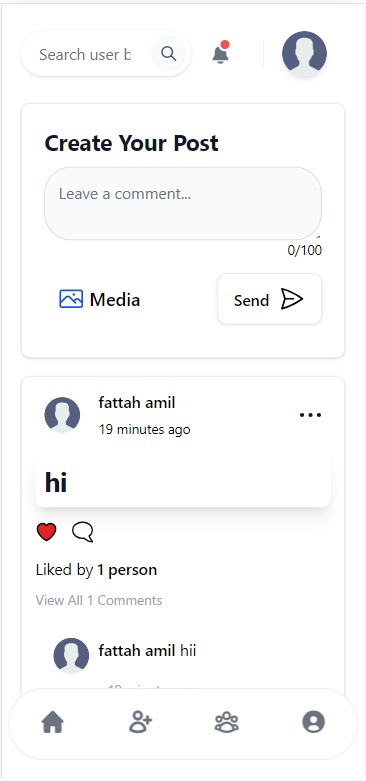 Search user b
Create Your Post
Leave a comment...
0/100
Media
Send
fattah amil
19 minutes ago
hi
Liked by 1 person
View All 1 Comments
fattah amil hii